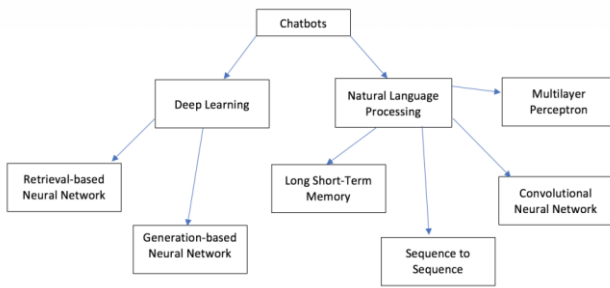 Chatbots
Deep Learning
Natural Language
Processing
Multilayer
Perceptron
Retrieval-based
Neural Network
Generation-based
Neural Network
Long Short-Term
Memory
Sequence to
Sequence
Convolutional
Neural Network